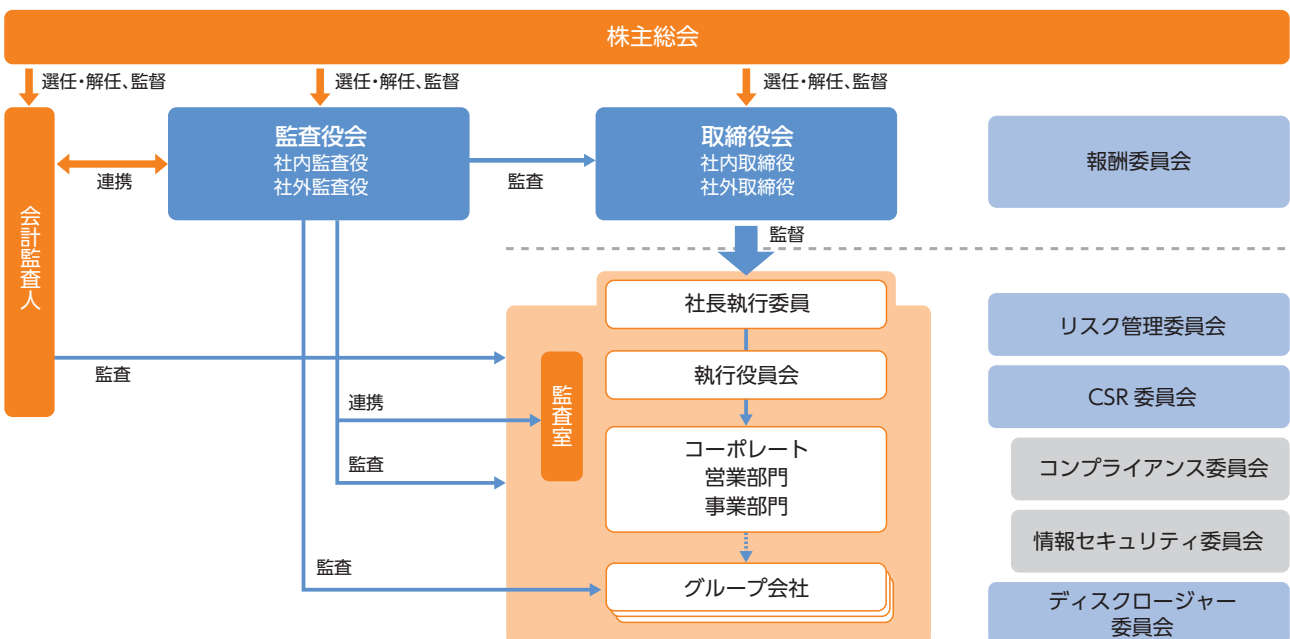 株主総会
選任・解任、監督
選任・解任、監督
選任・解任、監督
会計監査人
連携
監査役会
社内監査役
社外監査役
監査
取締役会
社内取締役
社外取締役
報酬委員会
監督
社長執行委員
執行役員会
監査室
コーポレート
営業部門
事業部門
グループ会社
監査
連携
監査
監査
リスク管理委員会
CSR 委員会
コンプライアンス委員会
情報セキュリティ委員会
ディスクロージャー
委員会